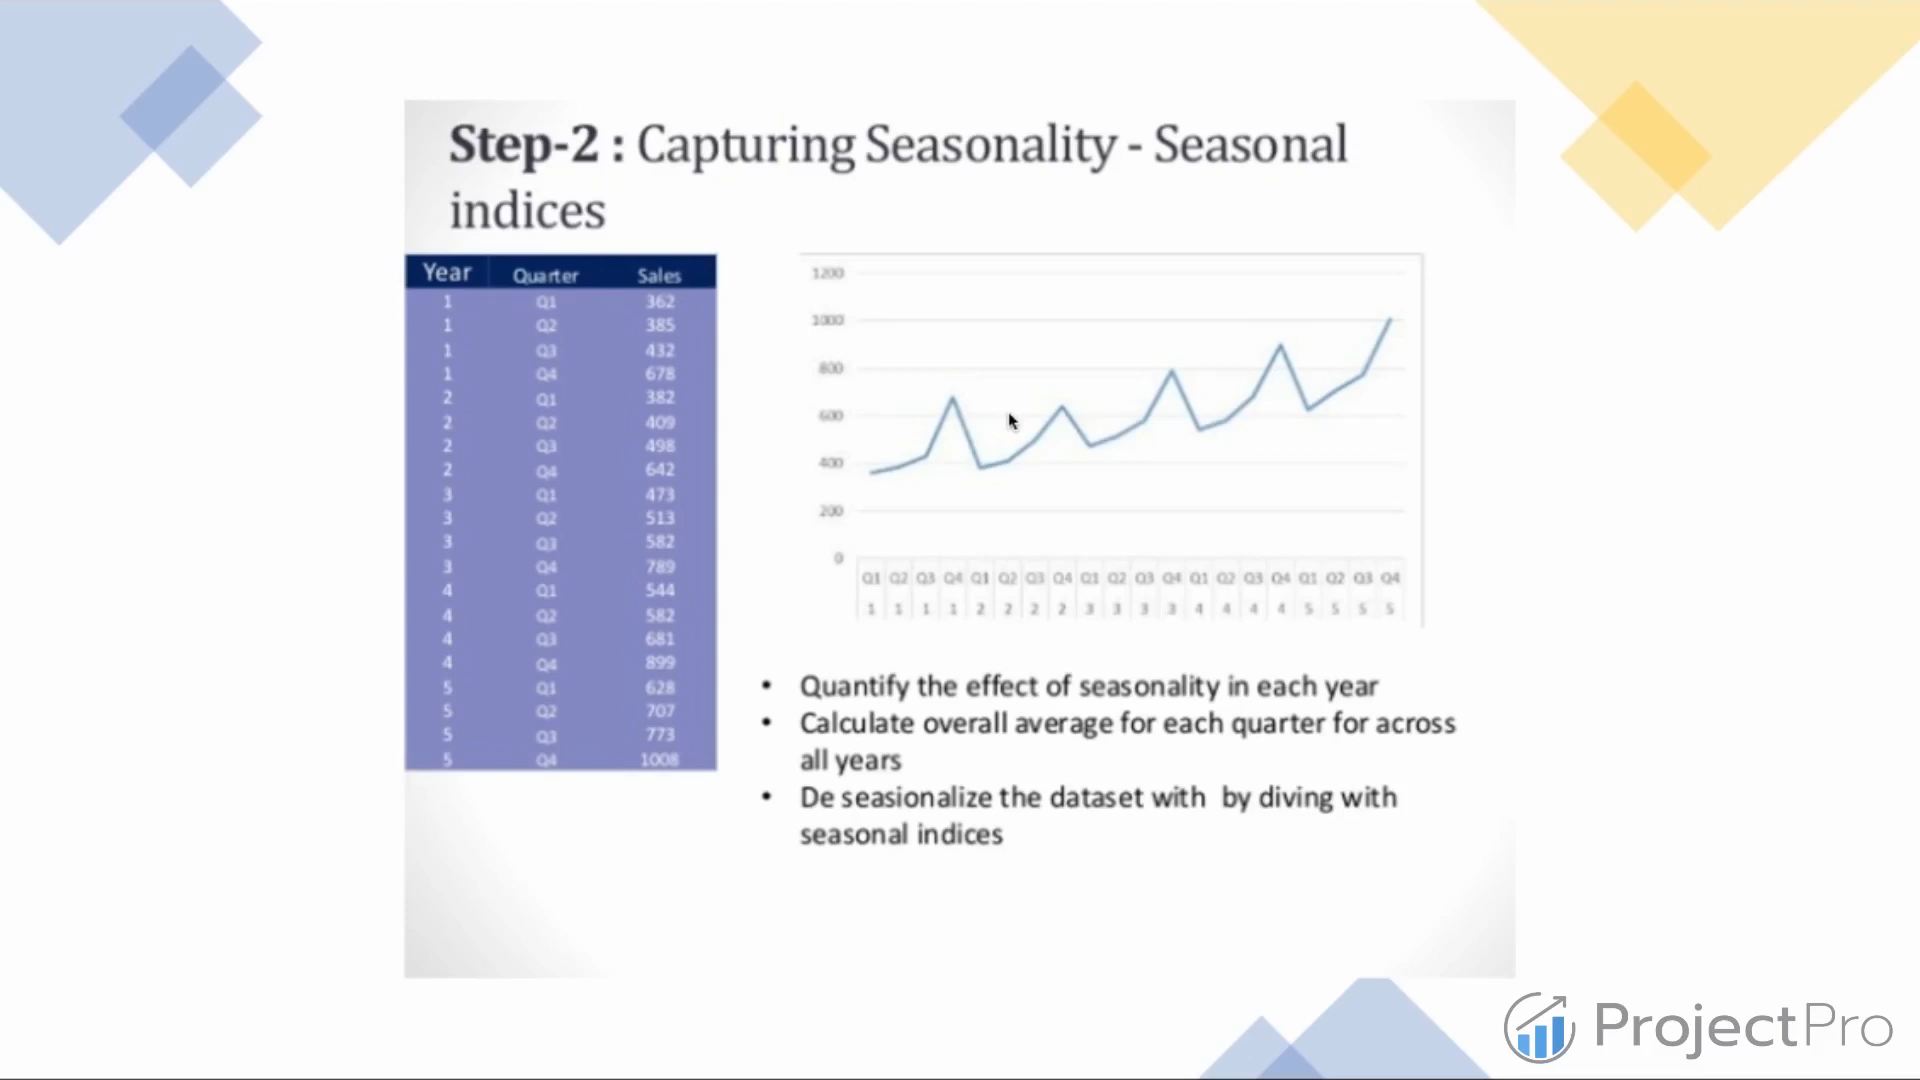 Step-2 : Capturing Seasonality - Seasonal
indices
Year Quarter Sales
1 Q1 362
1 Q2 385
1 Q3 432
1 Q4 678
2 Q1 382
2 Q2 409
2 Q3 498
2 Q4 642
3 Q1 473
3 Q2 513
3 Q3 582
3 Q4 789
4 Q1 544
4 Q2 582
4 Q3 681
4 Q4 899
5 Q1 628
5 Q2 707
5 Q3 773
5 Q4 1008
1200
1000
800
600
400
200
0
Q1 Q2 Q3 Q4 Q1 Q2 Q3 Q4 Q1 Q2 Q3 Q4 Q1 Q2 Q3 Q4 Q1 Q2 Q3 Q4
1 1 1 1 2 2 2 2 3 3 3 3 4 4 4 4 5 5 5 5
• Quantify the effect of seasonality in each year
• Calculate overall average for each quarter for across
all years
• De seasionalize the dataset with by diving with
seasonal indices
ProjectPro